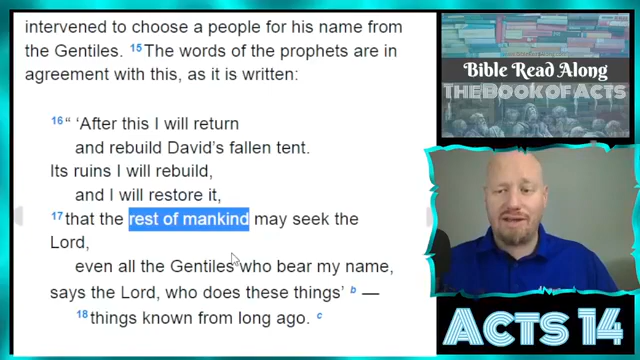 intervened to choose a people for his name from
the Gentiles. 15 The words of the prophets are in
agreement with this, as it is written:
16 “ ‘After this I will return
and rebuild David’s fallen tent.
Its ruins I will rebuild,
and I will restore it,
17 that the rest of mankind may seek the
Lord,
even all the Gentiles who bear my name,
says the Lord, who does these things’ b —
18 things known from long ago. c
Bible Read Along
THE BOOK OF ACTS
ACTS 14